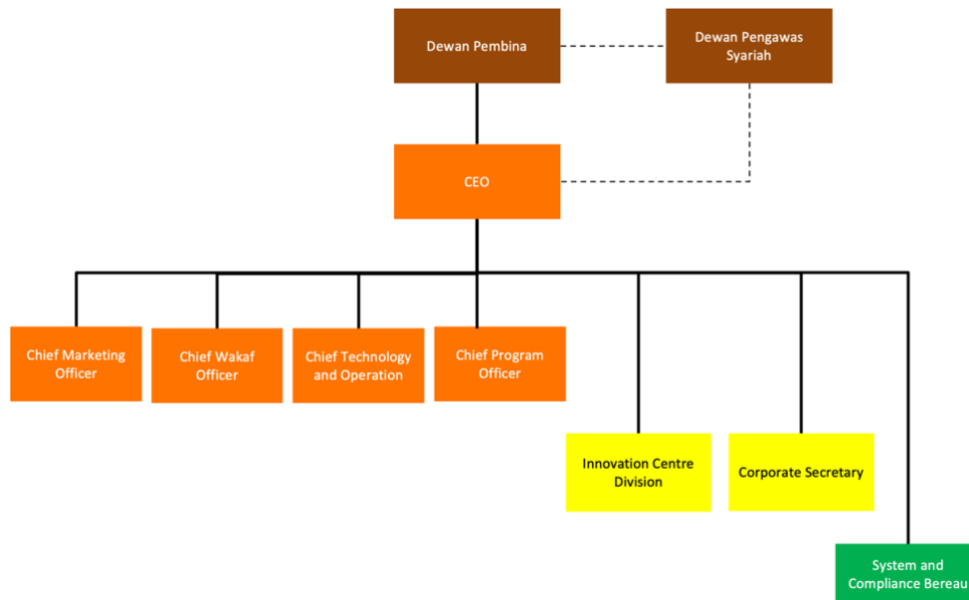 Dewan Pembina
Dewan Pengawas
Syariah
CEO
Chief Marketing
Officer
Chief Wakaf
Officer
Chief Technology
and Operation
Chief Program
Officer
Innovation Centre
Division
Corporate Secretary
System and
Compliance Bereau